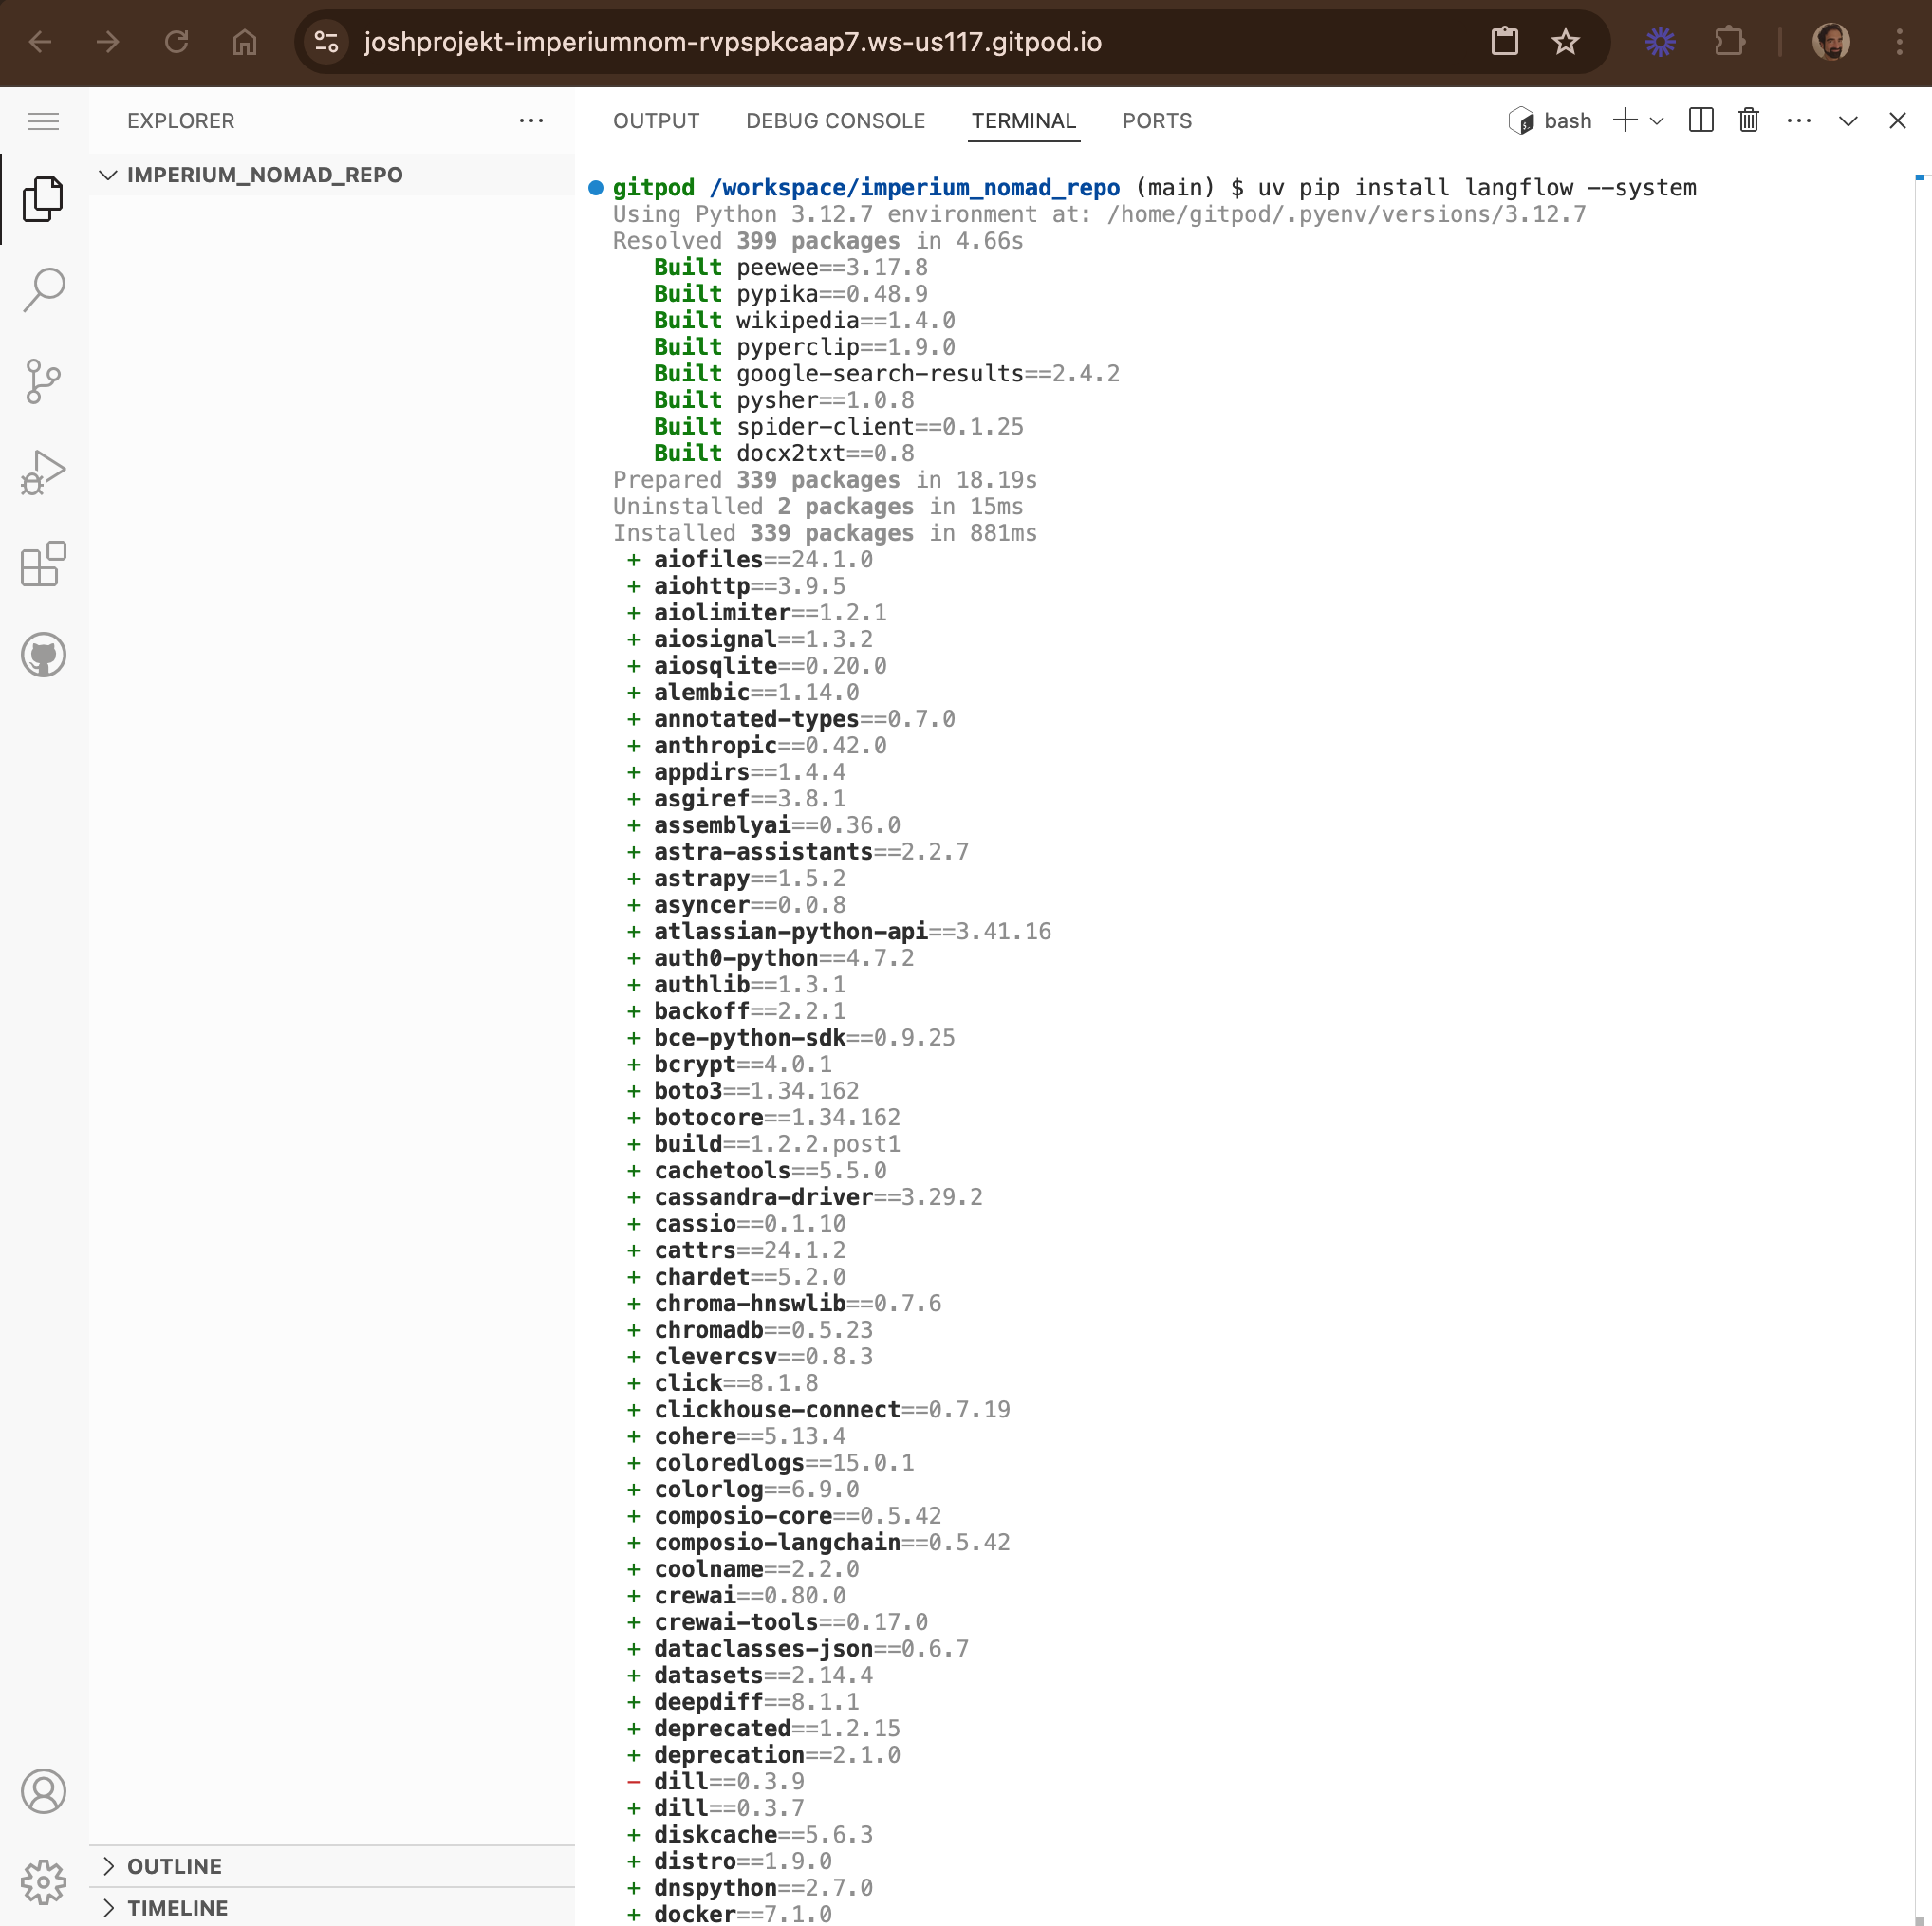 joshprojekt-imperiumnom-rvpspkcaap7.ws-us117.gitpod.io
EXPLORER
IMPERIUM_NOMAD_REPO
OUTLINE
TIMELINE
OUTPUT DEBUG CONSOLE TERMINAL PORTS bash
gitpod /workspace/imperium_nomad_repo (main) $ uv pip install langflow --system
Using Python 3.12.7 environment at: /home/gitpod/.pyenv/versions/3.12.7
Resolved 399 packages in 4.66s
Built peewee==3.17.8
Built pypika==0.48.9
Built wikipedia==1.4.0
Built pyperclip==1.9.0
Built google-search-results==2.4.2
Built pysher==1.0.8
Built spider-client==0.1.25
Built docx2txt==0.8
Prepared 339 packages in 18.19s
Uninstalled 2 packages in 15ms
Installed 339 packages in 881ms
+ aiofiles==24.1.0
+ aiohttp==3.9.5
+ aiolimiter==1.2.1
+ aiosignal==1.3.2
+ aiosqlite==0.20.0
+ alembic==1.14.0
+ annotated-types==0.7.0
+ anthropic==0.42.0
+ appdirs==1.4.4
+ asgiref==3.8.1
+ assemblyai==0.36.0
+ astra-assistants==2.2.7
+ astrapy==1.5.2
+ asyncer==0.0.8
+ atlassian-python-api==3.41.16
+ auth0-python==4.7.2
+ authlib==1.3.1
+ backoff==2.2.1
+ bce-python-sdk==0.9.25
+ bcrypt==4.0.1
+ boto3==1.34.162
+ botocore==1.34.162
+ build==1.2.2.post1
+ cachetools==5.5.0
+ cassandra-driver==3.29.2
+ cassio==0.1.10
+ cattrs==24.1.2
+ chardet==5.2.0
+ chroma-hnswlib==0.7.6
+ chromadb==0.5.23
+ clevercsv==0.8.3
+ click==8.1.8
+ clickhouse-connect==0.7.19
+ cohere==5.13.4
+ coloredlogs==15.0.1
+ colorlog==6.9.0
+ composio-core==0.5.42
+ composio-langchain==0.5.42
+ coolname==2.2.0
+ crewai==0.80.0
+ crewai-tools==0.17.0
+ dataclasses-json==0.6.7
+ datasets==2.14.4
+ deepdiff==8.1.1
+ deprecated==1.2.15
+ deprecation==2.1.0
- dill==0.3.9
+ dill==0.3.7
+ diskcache==5.6.3
+ distro==1.9.0
+ dnspython==2.7.0
+ docker==7.1.0